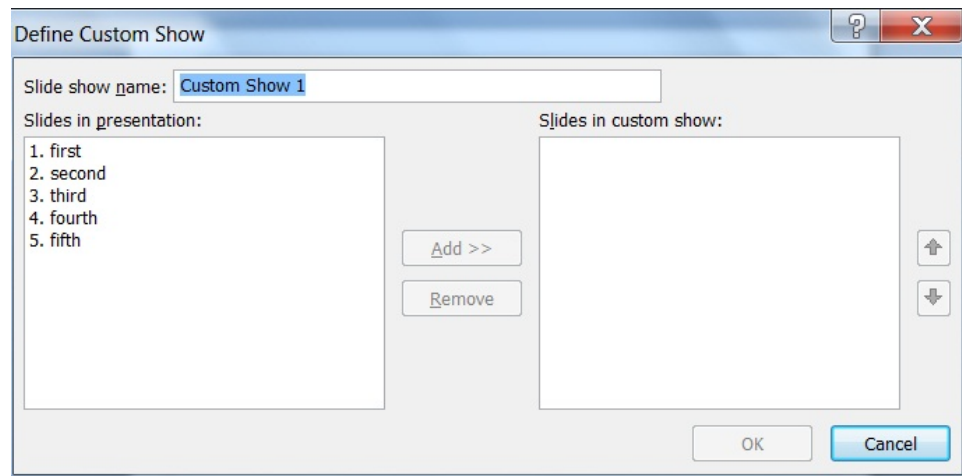 Define Custom Show
Slide show name: Custom Show 1
Slides in presentation:
Slides in custom show:
1. first
2. second
3. third
4. fourth
5. fifth
Add >>
Remove
OK
Cancel